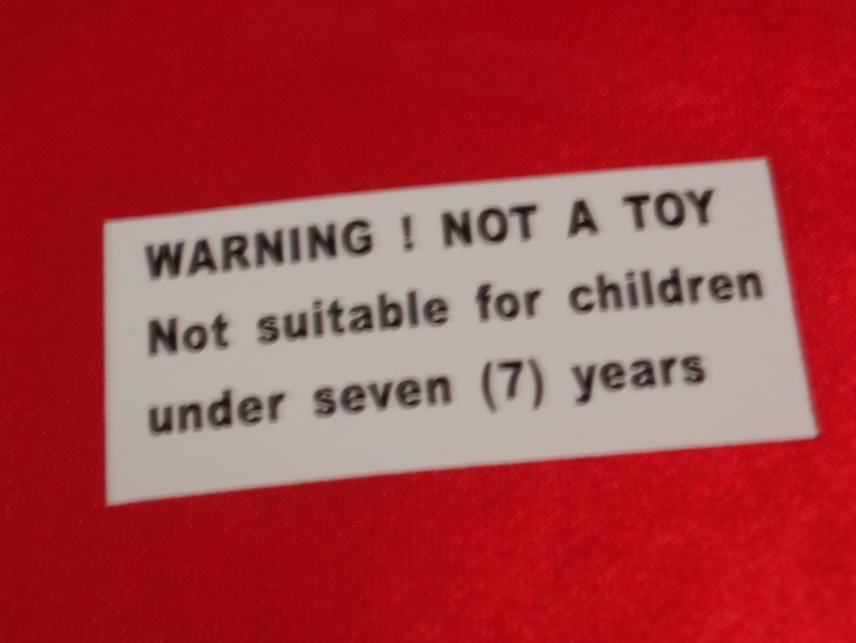 WARNING ! NOT A TOY
Not suitable for children
under seven (7) years